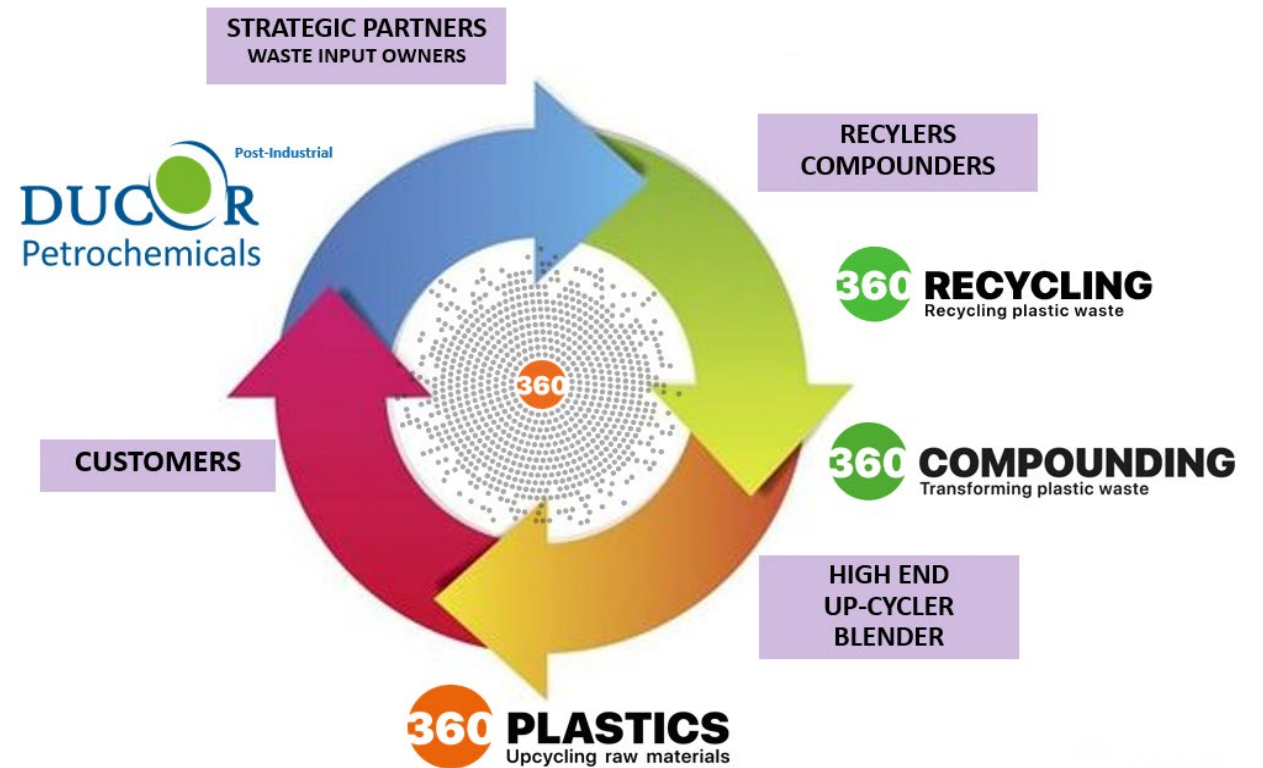 STRATEGIC PARTNERS
WASTE INPUT OWNERS
Post-Industrial
DUCOR
Petrochemicals
RECYLERS
COMPOUNDERS
360 RECYCLING
Recycling plastic waste
360
360 COMPOUNDING
Transforming plastic waste
CUSTOMERS
HIGH END
UP-CYCLER
BLENDER
360 PLASTICS
Upcycling raw materials